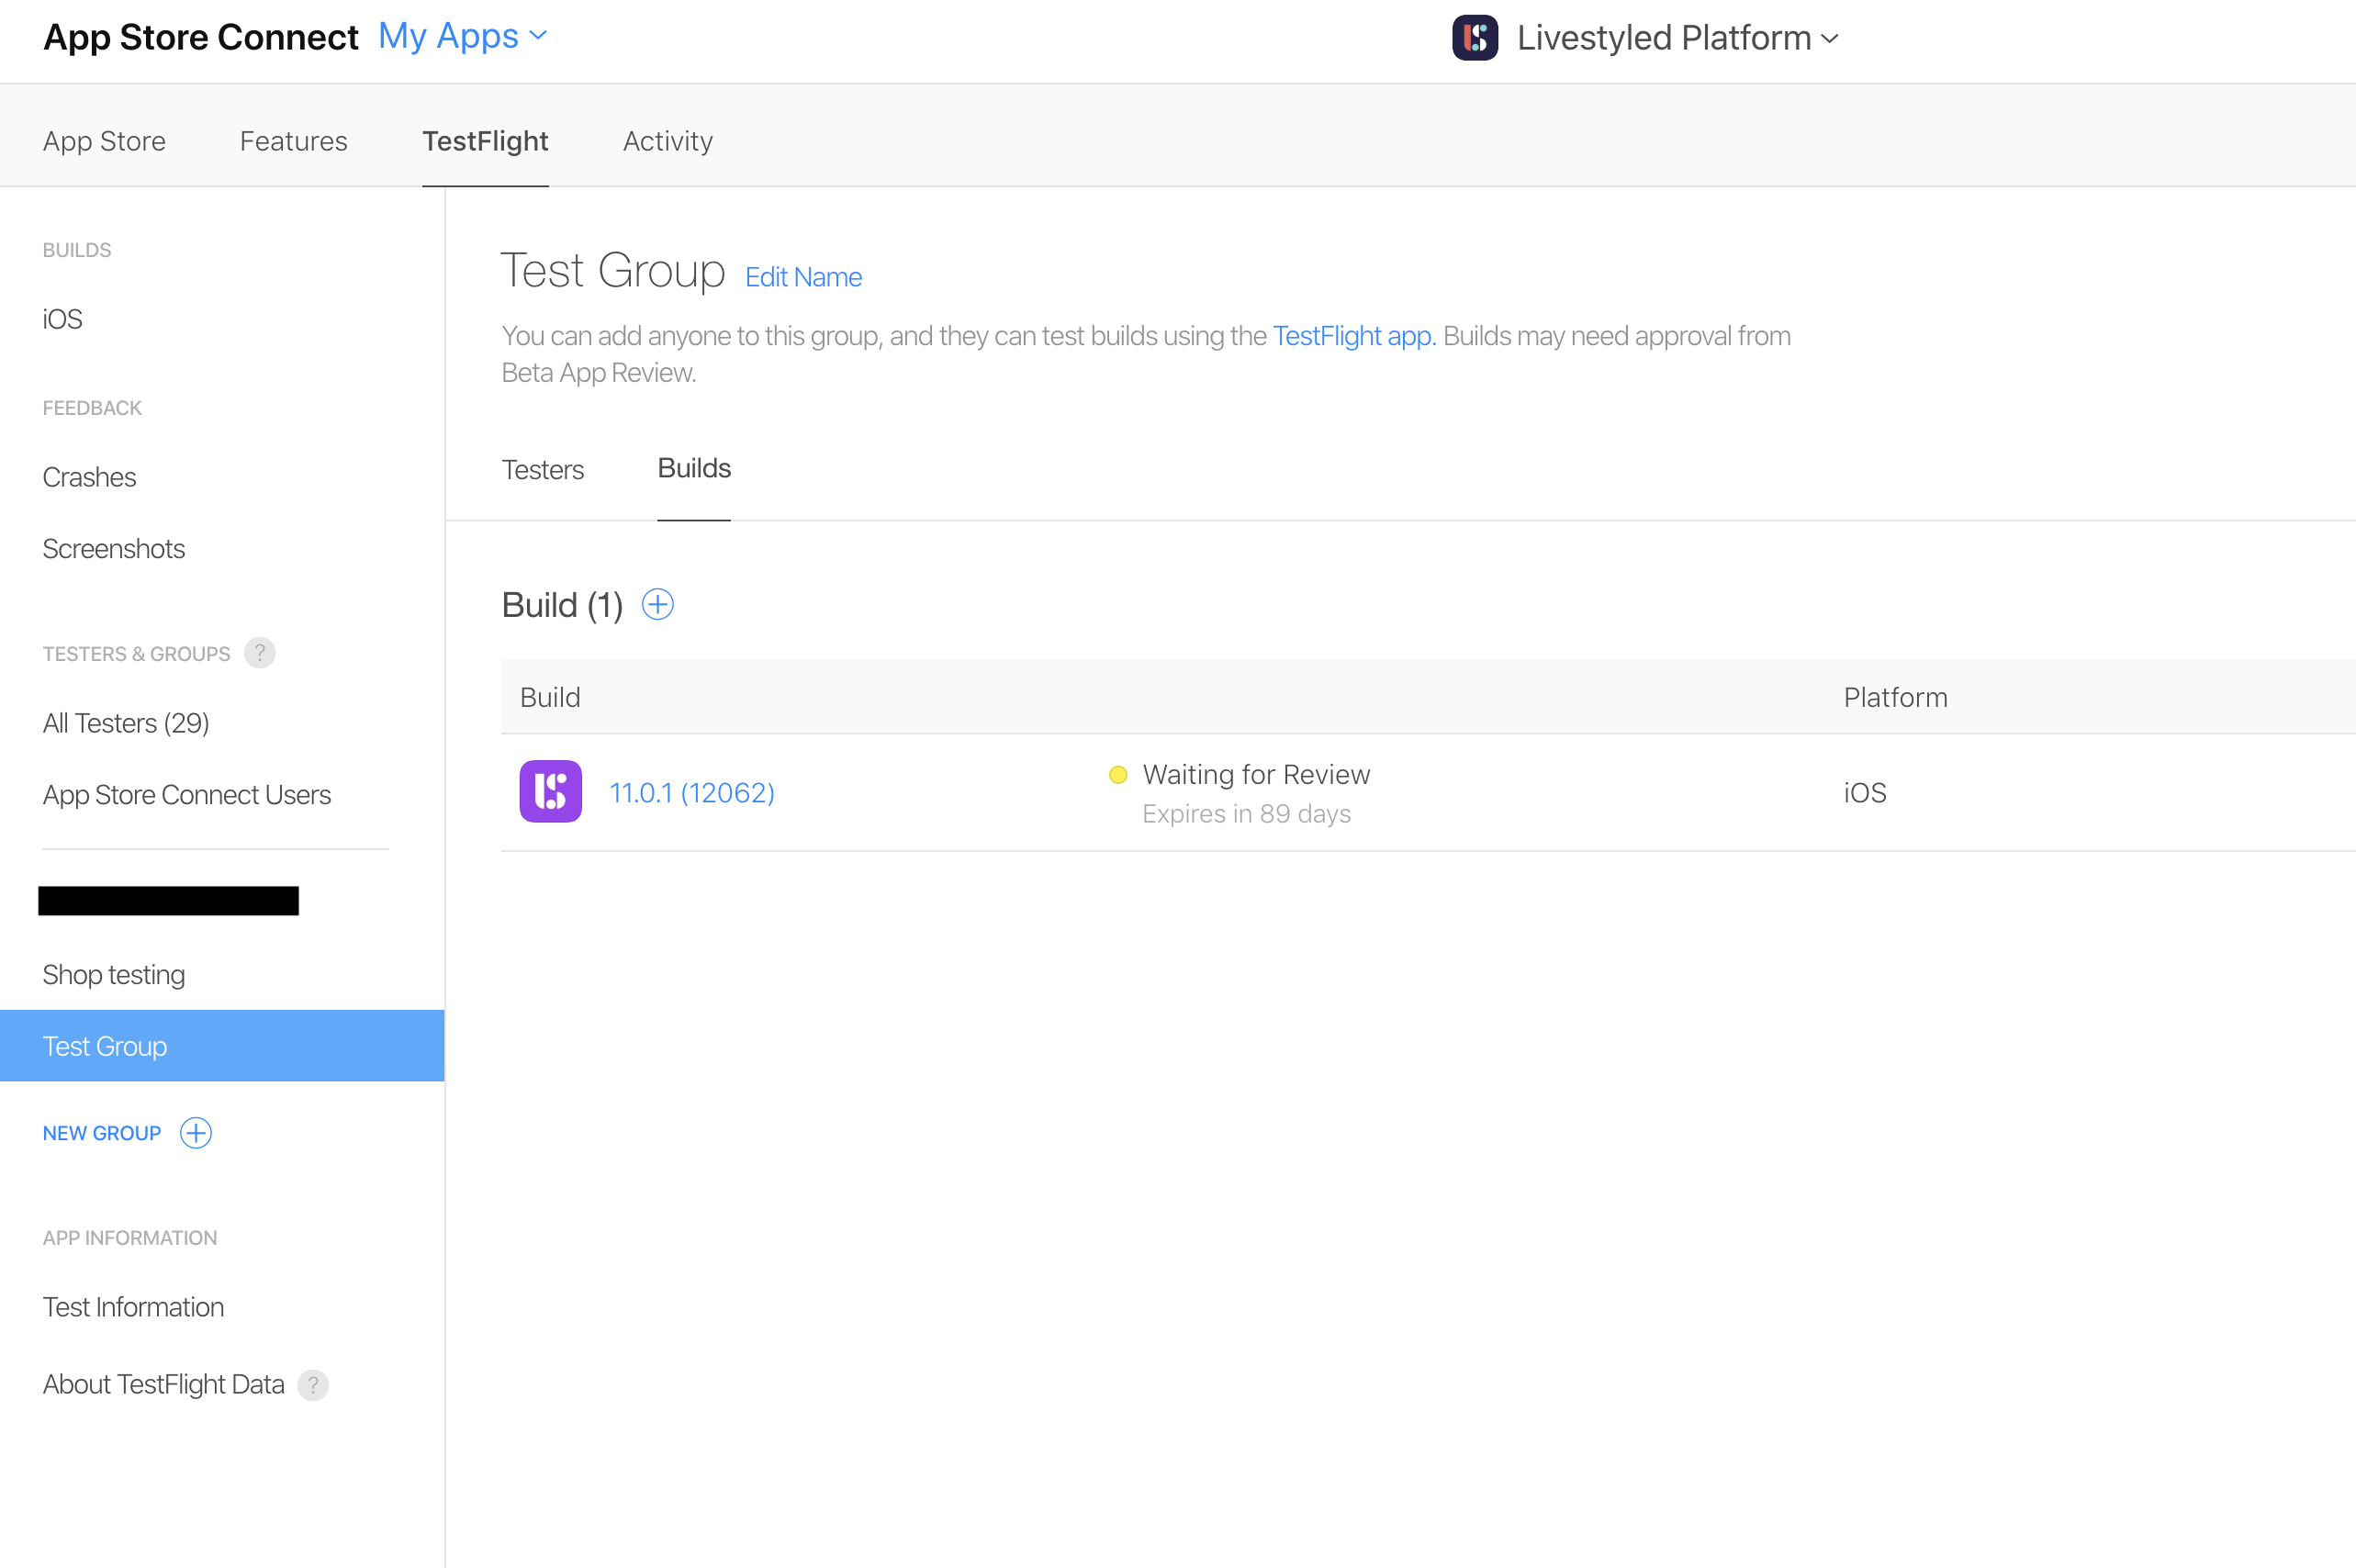 App Store Connect My Apps
Livestyled Platform
App Store Features TestFlight Activity
BUILDS
iOS
FEEDBACK
Crashes
Screenshots
TESTERS & GROUPS ?
All Testers (29)
App Store Connect Users
Shop testing
Test Group
NEW GROUP
APP INFORMATION
Test Information
About TestFlight Data ?
Test Group Edit Name
You can add anyone to this group, and they can test builds using the TestFlight app. Builds may need approval from
Beta App Review.
Testers Builds
Build (1)
Build Platform
11.0.1 (12062) Waiting for Review iOS
Expires in 89 days